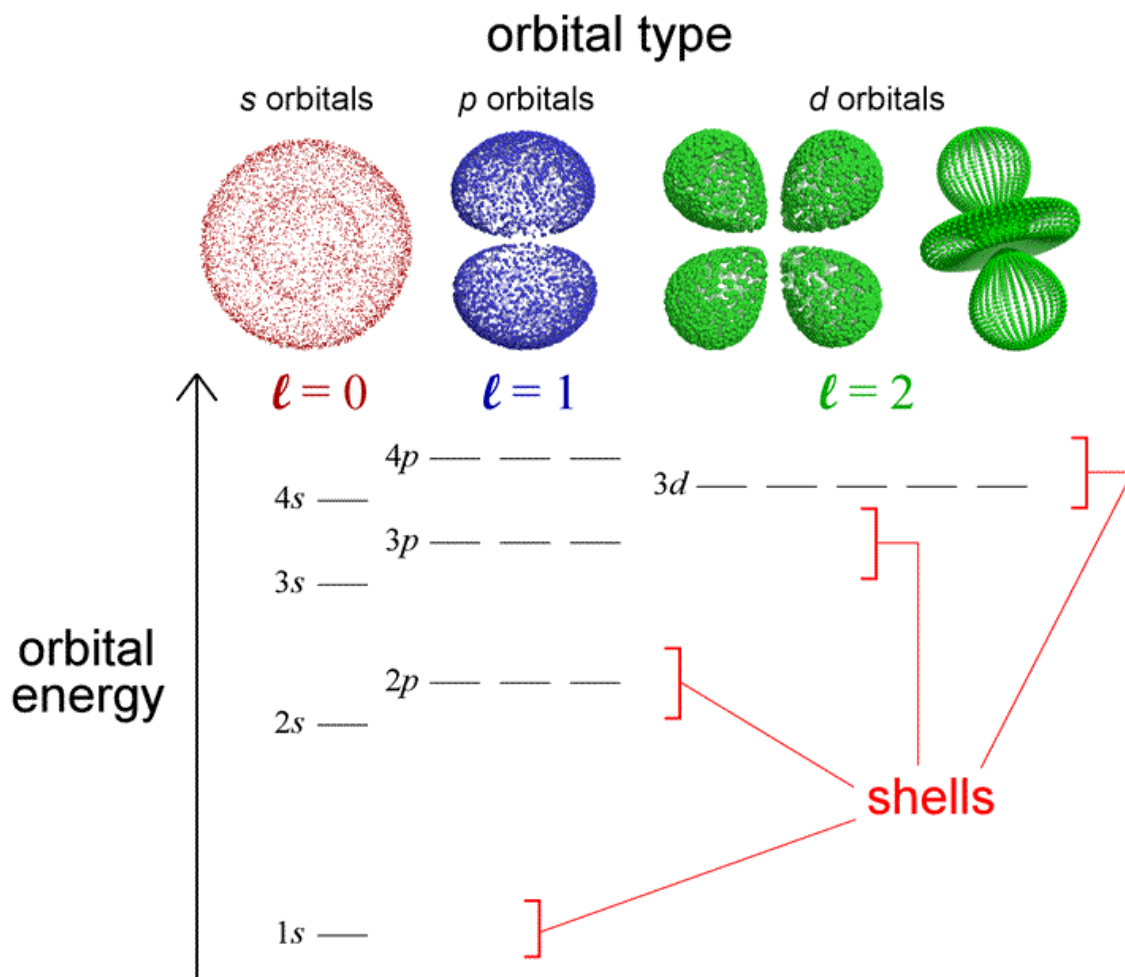 orbital type
s orbitals
p orbitals
d orbitals
ℓ = 0
ℓ = 1
ℓ = 2
4p
3d
4s
3p
3s
orbital
energy
2p
2s
shells
1s